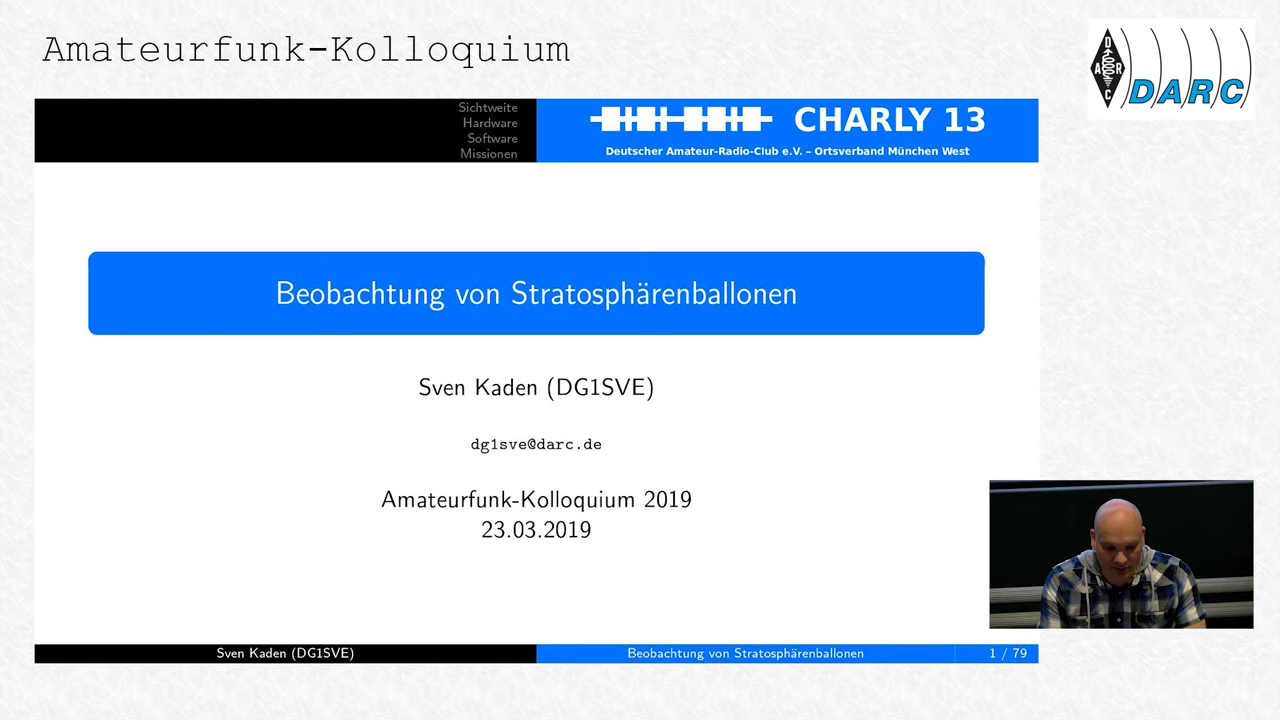 Amateurfunk-Kolloquium
D
A R
C
DARC
Sichtweite
Hardware
Software
Missionen
CHARLY 13
Deutscher Amateur-Radio-Club e.V. – Ortsverband München West
Beobachtung von Stratosphärenballonen
Sven Kaden (DG1SVE)
dg1sve@darc.de
Amateurfunk-Kolloquium 2019
23.03.2019
Sven Kaden (DG1SVE)
Beobachtung von Stratosphärenballonen
1 / 79